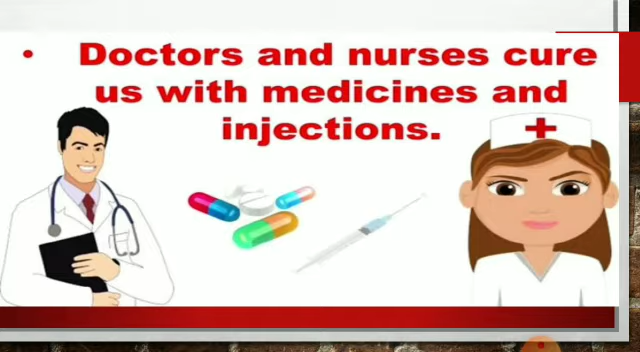 • Doctors and nurses cure
us with medicines and
injections.